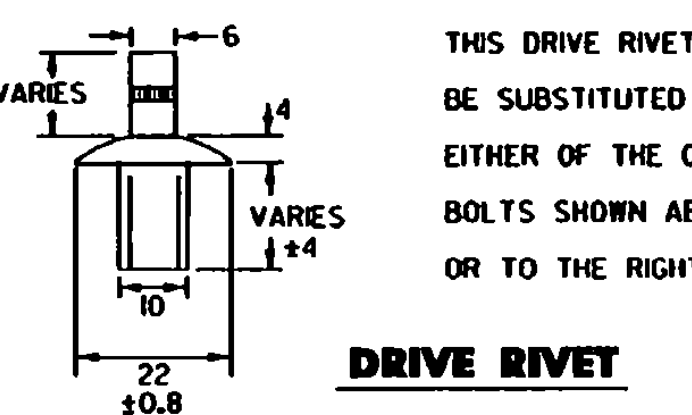 6
THIS DRIVE RIVET
VARIES
4
BE SUBSTITUTED
EITHER OF THE
VARIES
±4
BOLTS SHOWN
OR TO THE RIGHT
10
DRIVE RIVET
22
±0.8